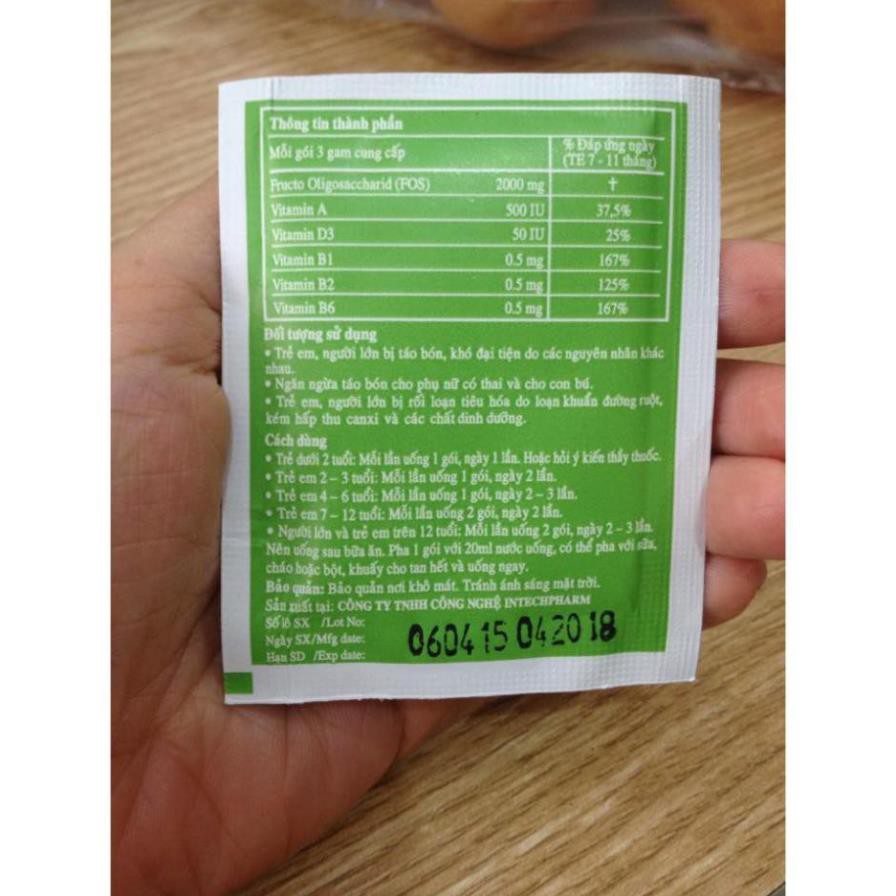 Thông tin thành phần
Mỗi gói 3 gam cung cấp
% Đáp ứng ngày
(TE 7 - 11 tháng)
Fructo Oligosaccharid (FOS) 2000 mg †
Vitamin A 500 IU 37,5%
Vitamin D3 50 IU 25%
Vitamin B1 0.5 mg 167%
Vitamin B2 0.5 mg 125%
Vitamin B6 0.5 mg 167%
Đối tượng sử dụng
• Trẻ em, người lớn bị táo bón, khó đại tiện do các nguyên nhân khác
nhau.
• Ngăn ngừa táo bón cho phụ nữ có thai và cho con bú.
• Trẻ em, người lớn bị rối loạn tiêu hóa do loạn khuẩn đường ruột,
kém hấp thu canxi và các chất dinh dưỡng.
Cách dùng
• Trẻ dưới 2 tuổi: Mỗi lần uống 1 gói, ngày 1 lần. Hoặc hỏi ý kiến thầy thuốc.
• Trẻ em 2 – 3 tuổi: Mỗi lần uống 1 gói, ngày 2 lần.
• Trẻ em 4 – 6 tuổi: Mỗi lần uống 1 gói, ngày 2 – 3 lần.
• Trẻ em 7 – 12 tuổi: Mỗi lần uống 2 gói, ngày 2 lần.
• Người lớn và trẻ em trên 12 tuổi: Mỗi lần uống 2 gói, ngày 2 – 3 lần.
Nên uống sau bữa ăn. Pha 1 gói với 20ml nước uống, có thể pha với sữa,
cháo hoặc bột, khuấy cho tan hết và uống ngay.
Bảo quản: Bảo quản nơi khô mát. Tránh ánh sáng mặt trời.
Sản xuất tại: CÔNG TY TNHH CÔNG NGHỆ INTECHPHARM
Số lô SX /Lot No:
Ngày SX/Mfg date:
Hạn SD /Exp date:
060415 042018